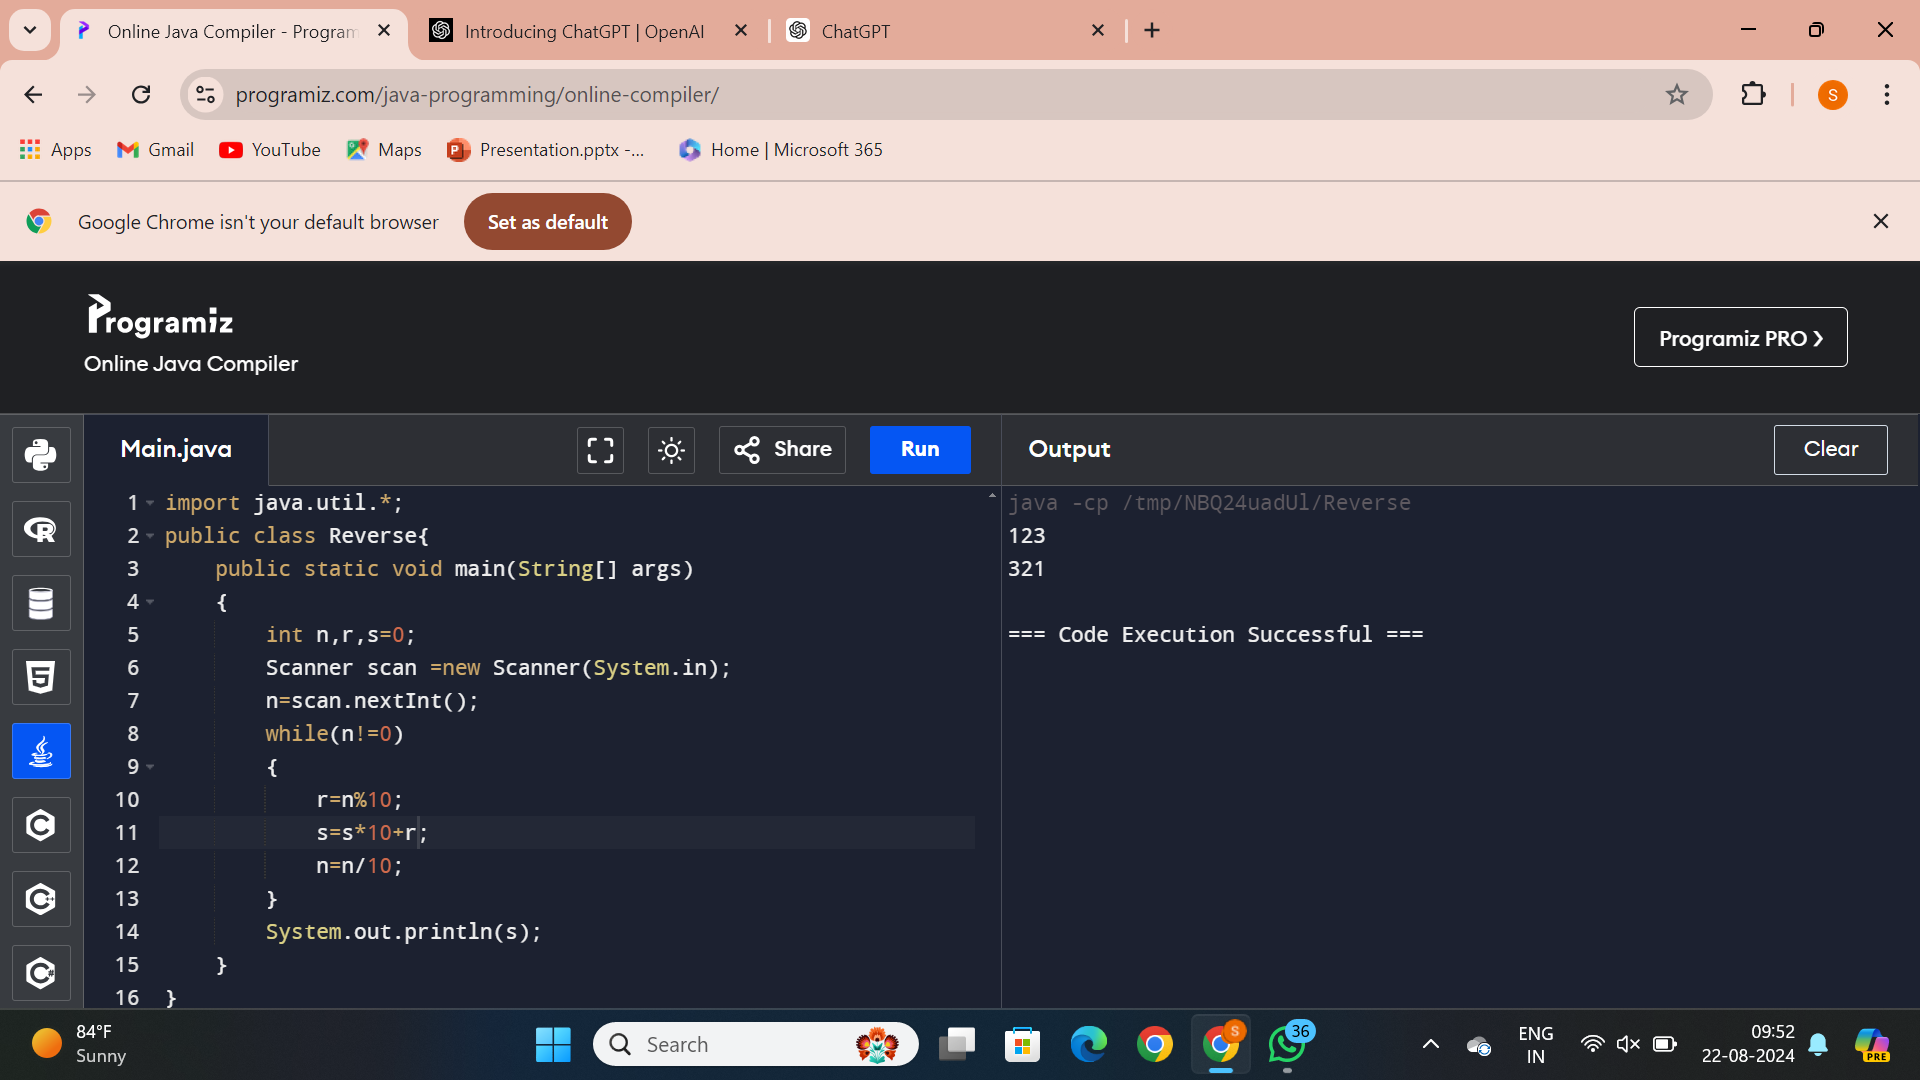 Online Java Compiler - Program
Introducing ChatGPT | OpenAI
ChatGPT
programiz.com/java-programming/online-compiler/
S
Apps
Gmail
YouTube
Maps
Presentation.pptx -...
Home | Microsoft 365
Google Chrome isn't your default browser
Set as default
Programiz
Online Java Compiler
Programiz PRO ❯
Main.java
Share
Run
Output
Clear
1 import java.util.*;
2 public class Reverse{
3     public static void main(String[] args)
4     {
5         int n,r,s=0;
6         Scanner scan =new Scanner(System.in);
7         n=scan.nextInt();
8         while(n!=0)
9         {
10             r=n%10;
11             s=s*10+r;
12             n=n/10;
13         }
14         System.out.println(s);
15     }
16 }
java -cp /tmp/NBQ24uadUl/Reverse
123
321
=== Code Execution Successful ===
84°F
Sunny
Search
S
36
ENG
IN
09:52
22-08-2024
PRE